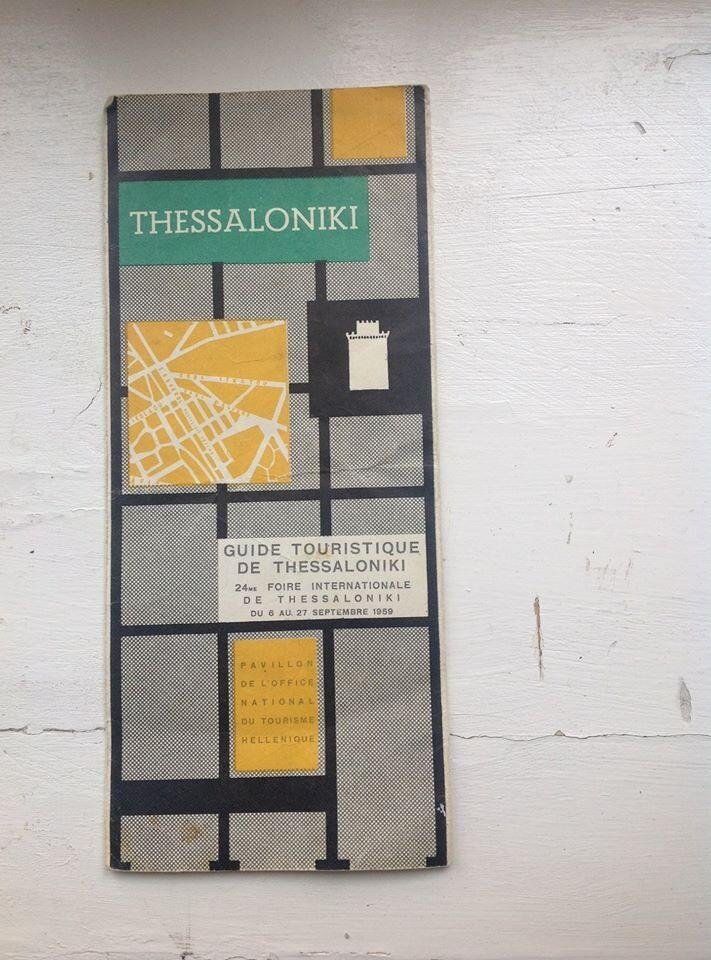 THESSALONIKI
GUIDE TOURISTIQUE
DE THESSALONIKI
24ME FOIRE INTERNATIONALE
DE THESSALONIKI
DU 6 AU. 27 SEPTEMBRE 1959
PAVILLON
DE L'OFFICE
NATIONAL
DU TOURISME
HELLENIQUE